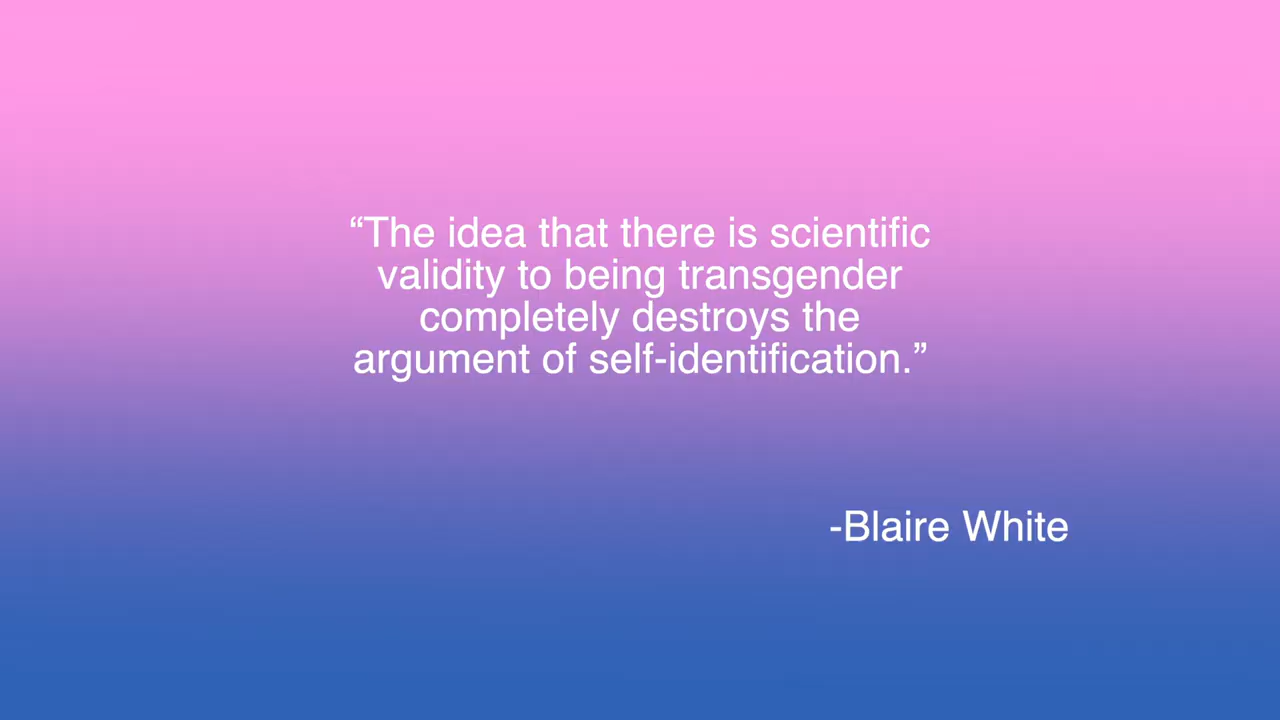 “The idea that there is scientific
validity to being transgender
completely destroys the
argument of self-identification.”
-Blaire White